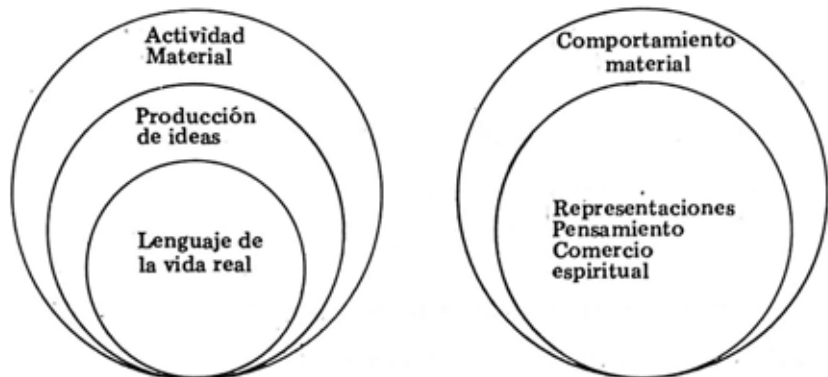 Actividad
Material
Producción
de ideas
Lenguaje de
la vida real
Comportamiento
material
Representaciones
Pensamiento
Comercio
espiritual